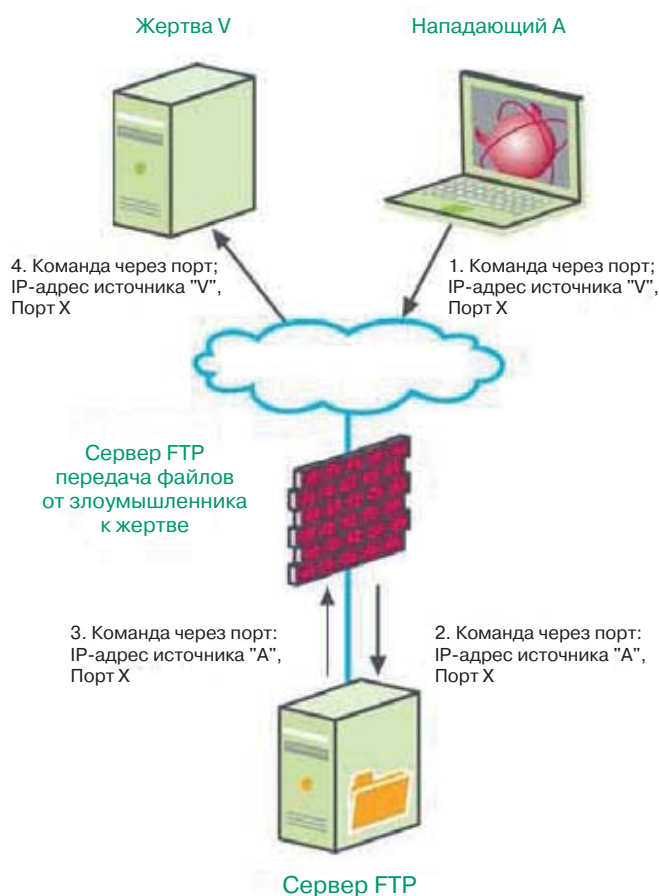 Жертва V
Нападающий А
4. Команда через порт;
IP-адрес источника "V",
Порт X
1. Команда через порт;
IP-адрес источника "V",
Порт X
Сервер FTP
передача файлов
от злоумышленника
к жертве
3. Команда через порт:
IP-адрес источника "A",
Порт X
2. Команда через порт:
IP-адрес источника "A",
Порт X
Сервер FTP